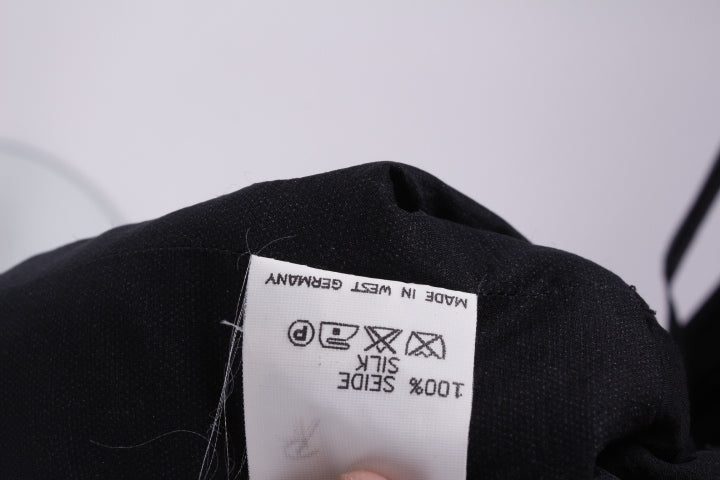 100% SEIDE
SILK
P
MADE IN WEST GERMANY